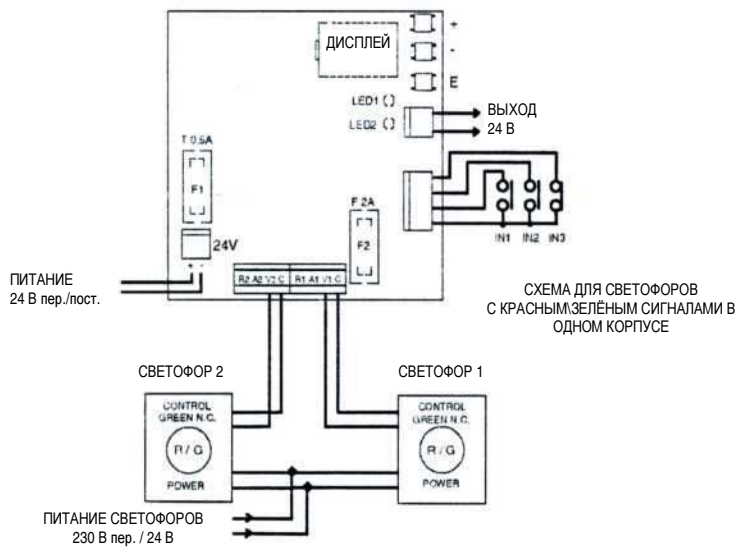 ДИСПЛЕЙ
+
-
E
LED1
LED2
ВЫХОД
24 В
T 0,5A
F1
F 2A
F2
24V
+ -
IN1 IN2 IN3
ПИТАНИЕ
24 В пер./пост.
R2 A2 V2 C R1 A1 V1 C
СХЕМА ДЛЯ СВЕТОФОРОВ
С КРАСНЫМ\ЗЕЛЁНЫМ СИГНАЛАМИ В
ОДНОМ КОРПУСЕ
СВЕТОФОР 2
СВЕТОФОР 1
CONTROL
GREEN N.C.
R / G
POWER
CONTROL
GREEN N.C.
R / G
POWER
ПИТАНИЕ СВЕТОФОРОВ
230 В пер. / 24 В